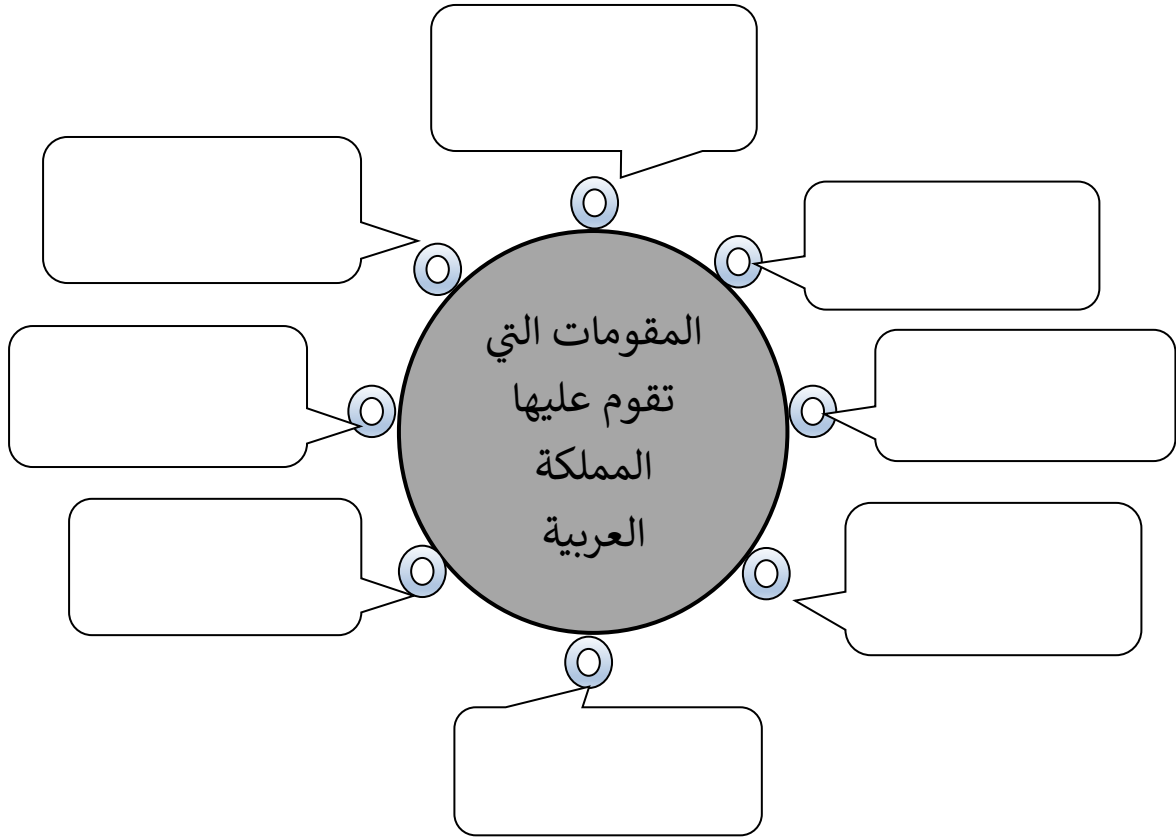 المقومات التي
تقوم عليها
المملكة
العربية